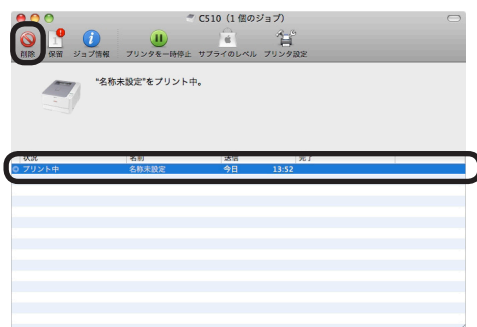 C510（1 個のジョブ）
削除 保留 ジョブ情報 プリンタを一時停止 サプライのレベル プリンタ設定
"名称未設定"をプリント中。
状況 名前 送信 完了
プリント中 名称未設定 今日 13:52